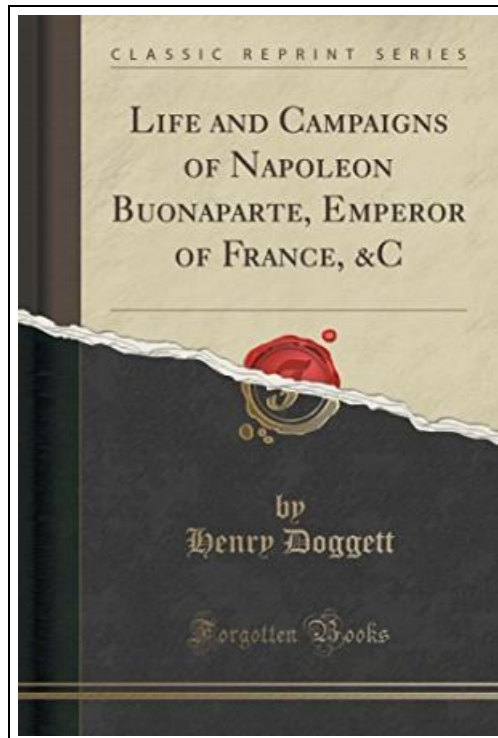 CLASSIC REPRINT SERIES
LIFE AND CAMPAIGNS
OF NAPOLEON
BUONAPARTE, EMPEROR
OF FRANCE, &C
by
Henry Doggett
Forgotten Books